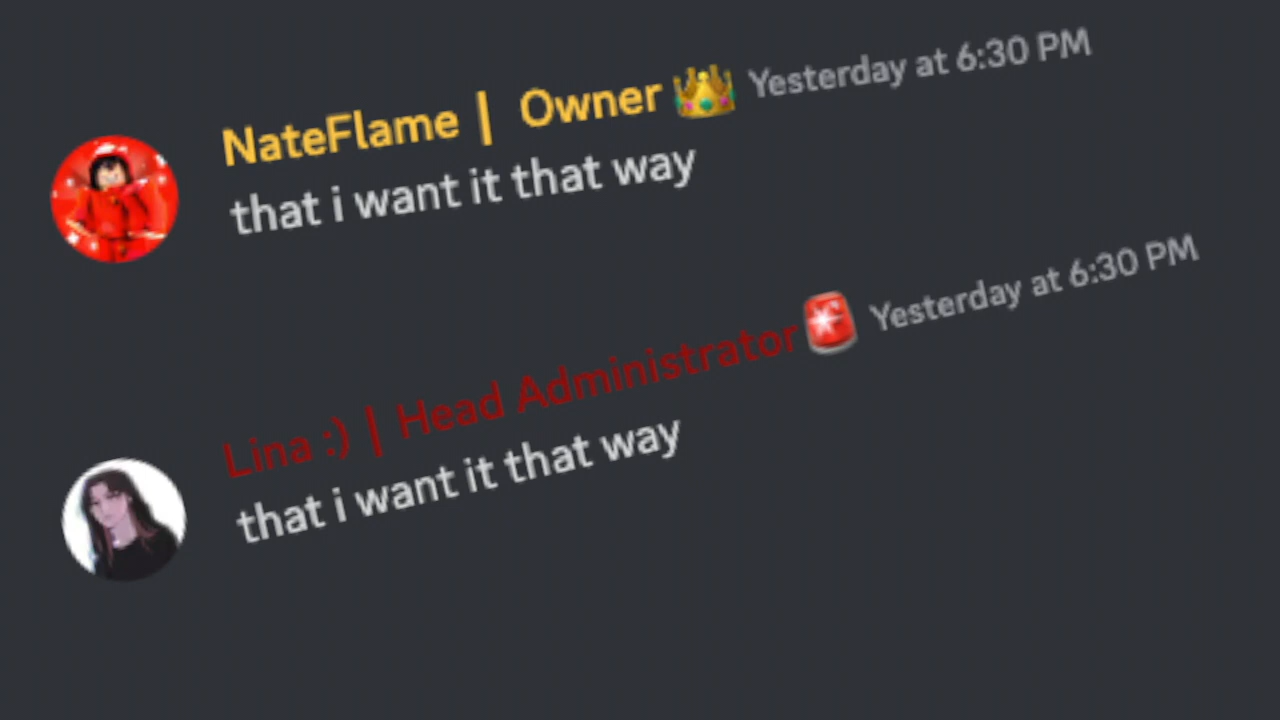 NateFlame | Owner 👑 Yesterday at 6:30 PM
that i want it that way
Lina :) | Head Administrator 🚨 Yesterday at 6:30 PM
that i want it that way